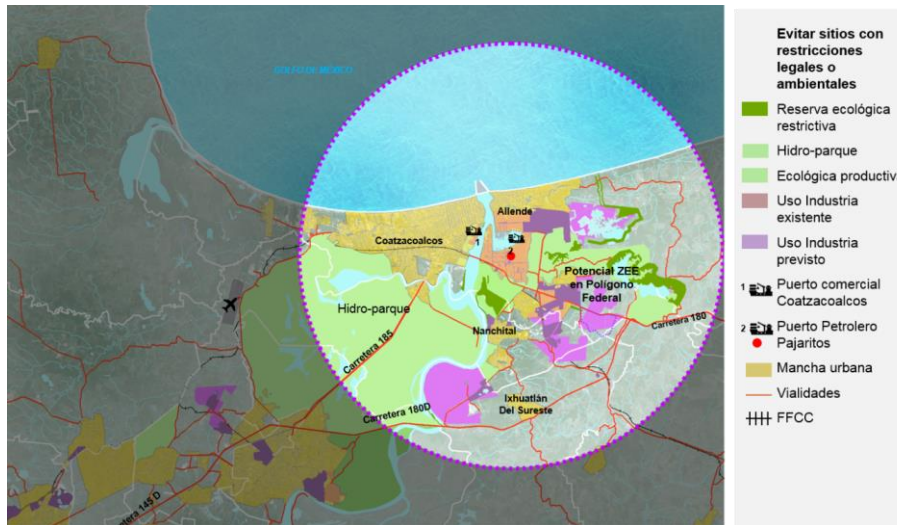 GOLFO DE MÉXICO
Allende
1
Coatzacoalcos
2
Potencial ZEE
en Polígono
Federal
Hidro-parque
Nanchital
Carretera 180
Carretera 185
Ixhuatlán
Del Sureste
Carretera 180D
Carretera 145 D
Evitar sitios con
restricciones
legales o
ambientales
Reserva ecológica
restrictiva
Hidro-parque
Ecológica productiv
Uso Industria
existente
Uso Industria
previsto
1 Puerto comercial
Coatzacoalcos
2 Puerto Petrolero
Pajaritos
Mancha urbana
Vialidades
FFCC